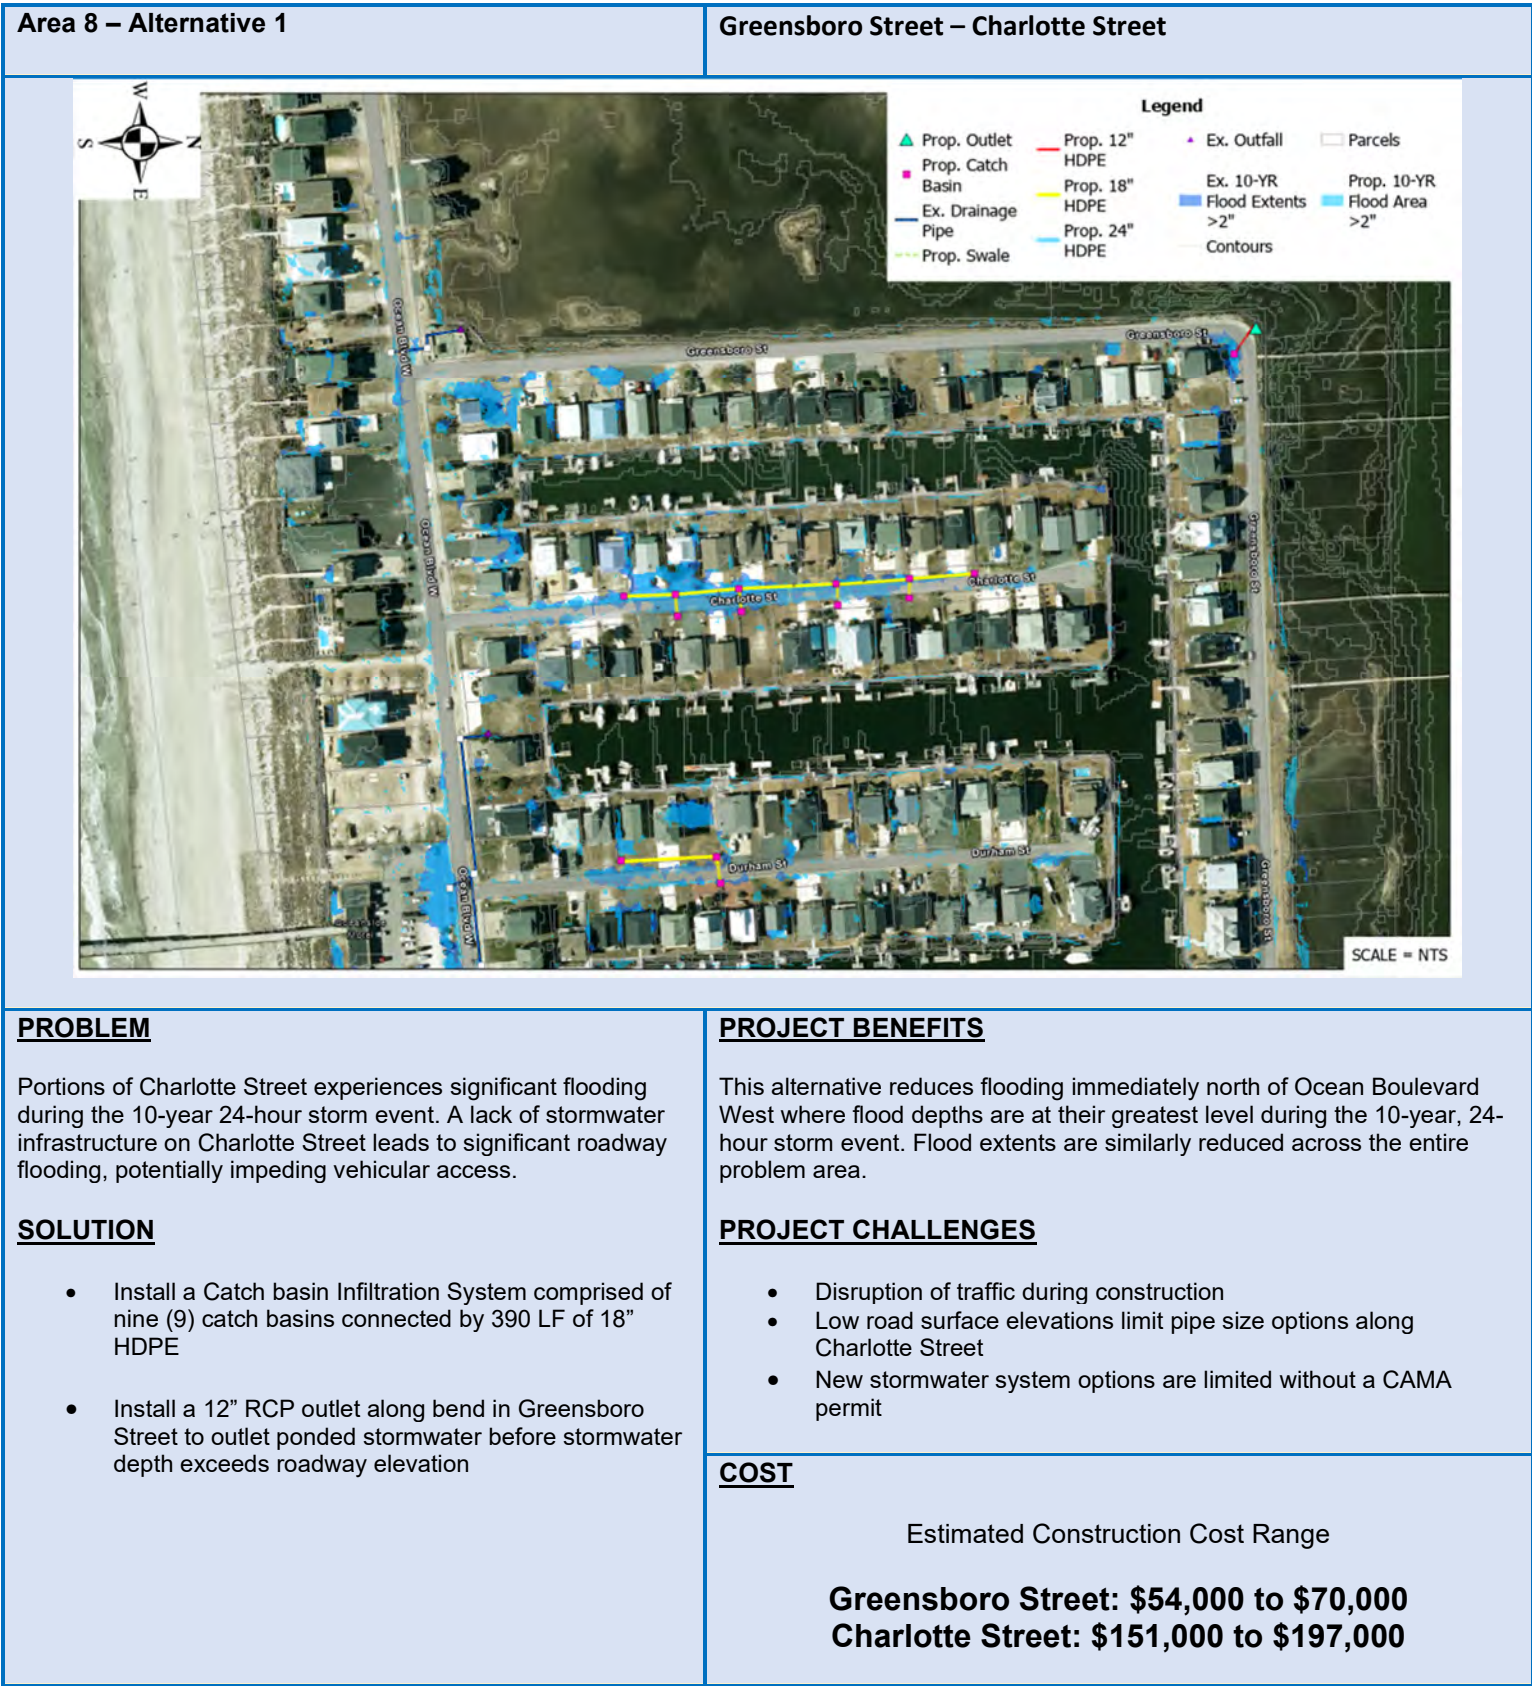 Area 8 – Alternative 1
Greensboro Street – Charlotte Street
W
S
N
E
Legend
Prop. Outlet
Prop. Catch
Basin
Ex. Drainage
Pipe
Prop. Swale
Prop. 12"
HDPE
Prop. 18"
HDPE
Prop. 24"
HDPE
Ex. Outfall
Ex. 10-YR
Flood Extents
>2"
Contours
Parcels
Prop. 10-YR
Flood Area
>2"
Ocean Blvd W
Greensboro St
Greensboro St
Ocean Blvd W
Charlotte St
Charlotte St
Greensboro St
Durham St
Durham St
Ocean Blvd W
Greensboro St
SCALE = NTS
PROBLEM
Portions of Charlotte Street experiences significant flooding
during the 10-year 24-hour storm event. A lack of stormwater
infrastructure on Charlotte Street leads to significant roadway
flooding, potentially impeding vehicular access.
SOLUTION
• Install a Catch basin Infiltration System comprised of
nine (9) catch basins connected by 390 LF of 18”
HDPE
• Install a 12” RCP outlet along bend in Greensboro
Street to outlet ponded stormwater before stormwater
depth exceeds roadway elevation
PROJECT BENEFITS
This alternative reduces flooding immediately north of Ocean Boulevard
West where flood depths are at their greatest level during the 10-year, 24-
hour storm event. Flood extents are similarly reduced across the entire
problem area.
PROJECT CHALLENGES
• Disruption of traffic during construction
• Low road surface elevations limit pipe size options along
Charlotte Street
• New stormwater system options are limited without a CAMA
permit
COST
Estimated Construction Cost Range
Greensboro Street: $54,000 to $70,000
Charlotte Street: $151,000 to $197,000